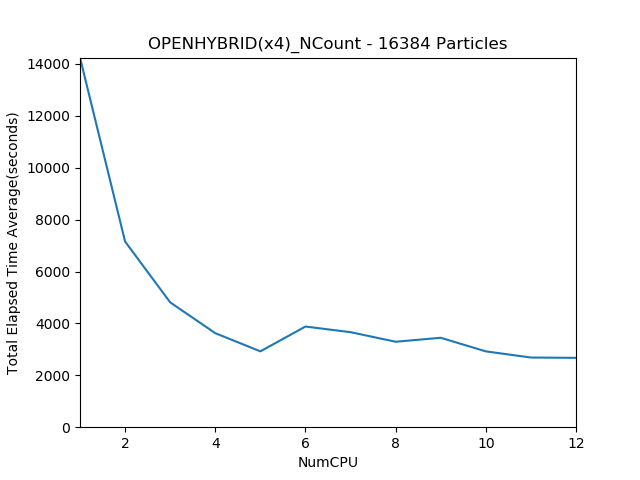 OPENHYBRID(x4)_NCount - 16384 Particles
Total Elapsed Time Average(seconds)
14000
12000
10000
8000
6000
4000
2000
0
2 4 6 8 10 12
NumCPU